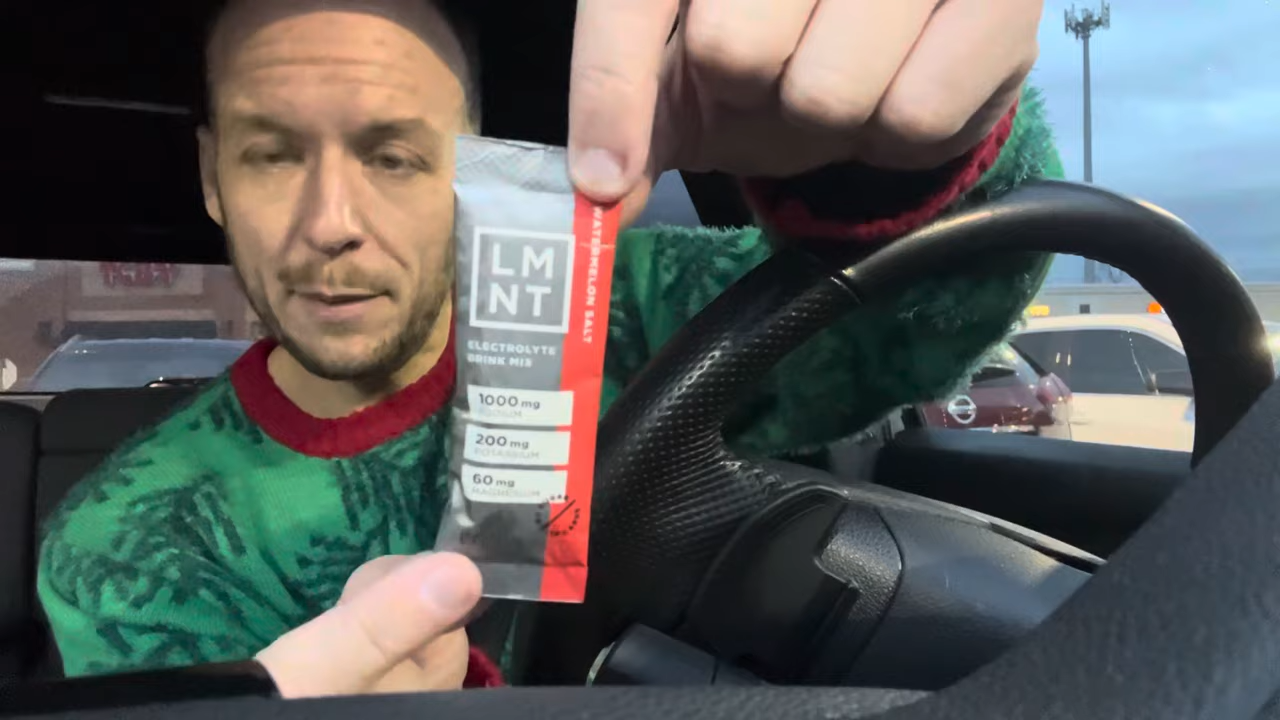 WATERMELON SALT
LM
NT
ELECTROLYTE
DRINK MIX
1000 mg
SODIUM
200 mg
POTASSIUM
60 mg
MAGNESIUM